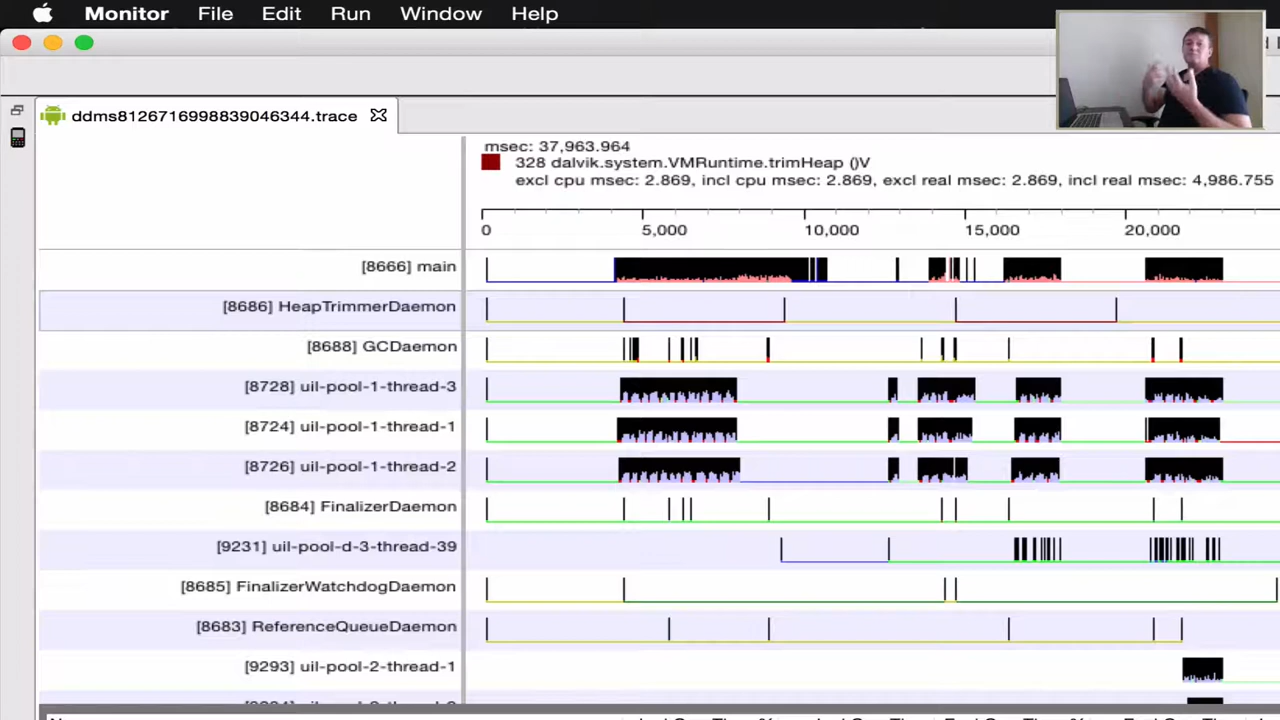 Monitor File Edit Run Window Help
ddms8126716998839046344.trace
msec: 37,963.964
328 dalvik.system.VMRuntime.trimHeap ()V
excl cpu msec: 2.869, incl cpu msec: 2.869, excl real msec: 2.869, incl real msec: 4,986.755
0 5,000 10,000 15,000 20,000
[8666] main
[8686] HeapTrimmerDaemon
[8688] GCDaemon
[8728] uil-pool-1-thread-3
[8724] uil-pool-1-thread-1
[8726] uil-pool-1-thread-2
[8684] FinalizerDaemon
[9231] uil-pool-d-3-thread-39
[8685] FinalizerWatchdogDaemon
[8683] ReferenceQueueDaemon
[9293] uil-pool-2-thread-1